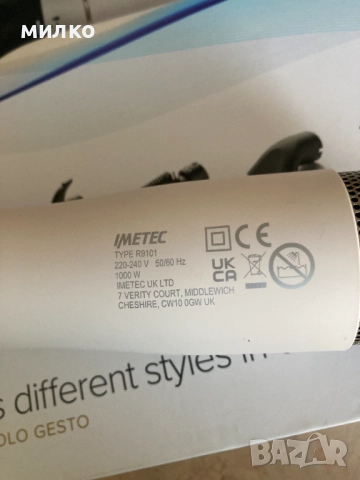 МИЛКО
IMETEC
TYPE R9101
220-240 V 50/60 Hz
1000 W
IMETEC UK LTD
7 VERITY COURT, MIDDLEWICH
CHESHIRE, CW10 0GW UK
CE
UK
CA
s different styles in
OLO GESTO
BAZAR